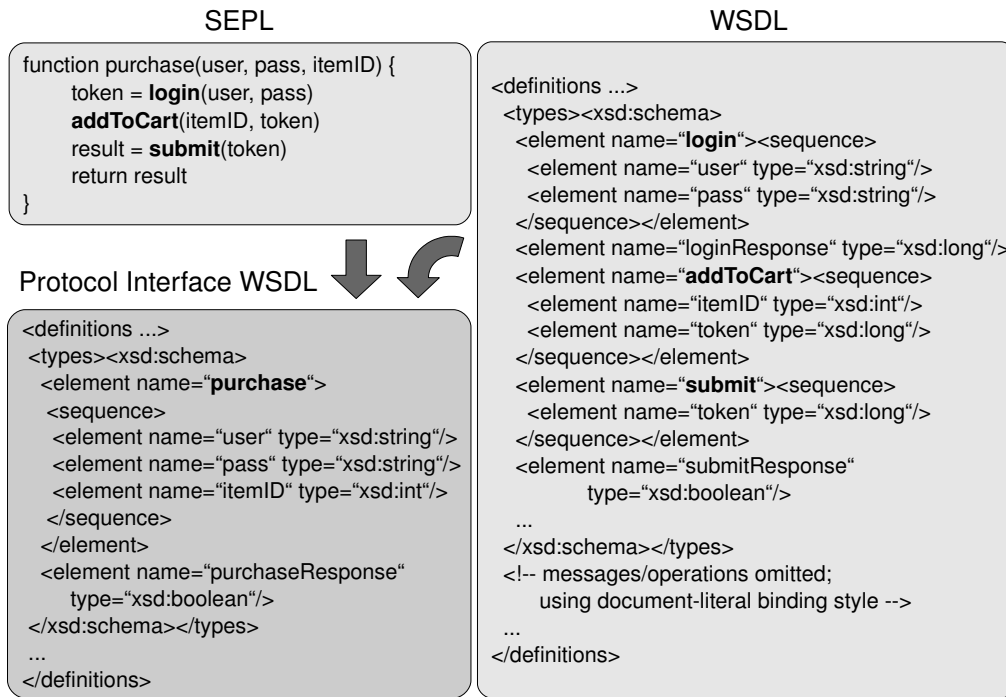 SEPL
function purchase(user, pass, itemID) {
token = login(user, pass)
addToCart(itemID, token)
result = submit(token)
return result
}
Protocol Interface WSDL
<definitions ...>
<types><xsd:schema>
<element name=“purchase“>
<sequence>
<element name=“user“ type=“xsd:string“/>
<element name=“pass“ type=“xsd:string“/>
<element name=“itemID“ type=“xsd:int“/>
</sequence>
</element>
<element name=“purchaseResponse“
type=“xsd:boolean“/>
</xsd:schema></types>
...
</definitions>
WSDL
<definitions ...>
<types><xsd:schema>
<element name=“login“><sequence>
<element name=“user“ type=“xsd:string“/>
<element name=“pass“ type=“xsd:string“/>
</sequence></element>
<element name=“loginResponse“ type=“xsd:long“/>
<element name=“addToCart“><sequence>
<element name=“itemID“ type=“xsd:int“/>
<element name=“token“ type=“xsd:long“/>
</sequence></element>
<element name=“submit“><sequence>
<element name=“token“ type=“xsd:long“/>
</sequence></element>
<element name=“submitResponse“
type=“xsd:boolean“/>
...
</xsd:schema></types>
<!-- messages/operations omitted;
using document-literal binding style -->
...
</definitions>